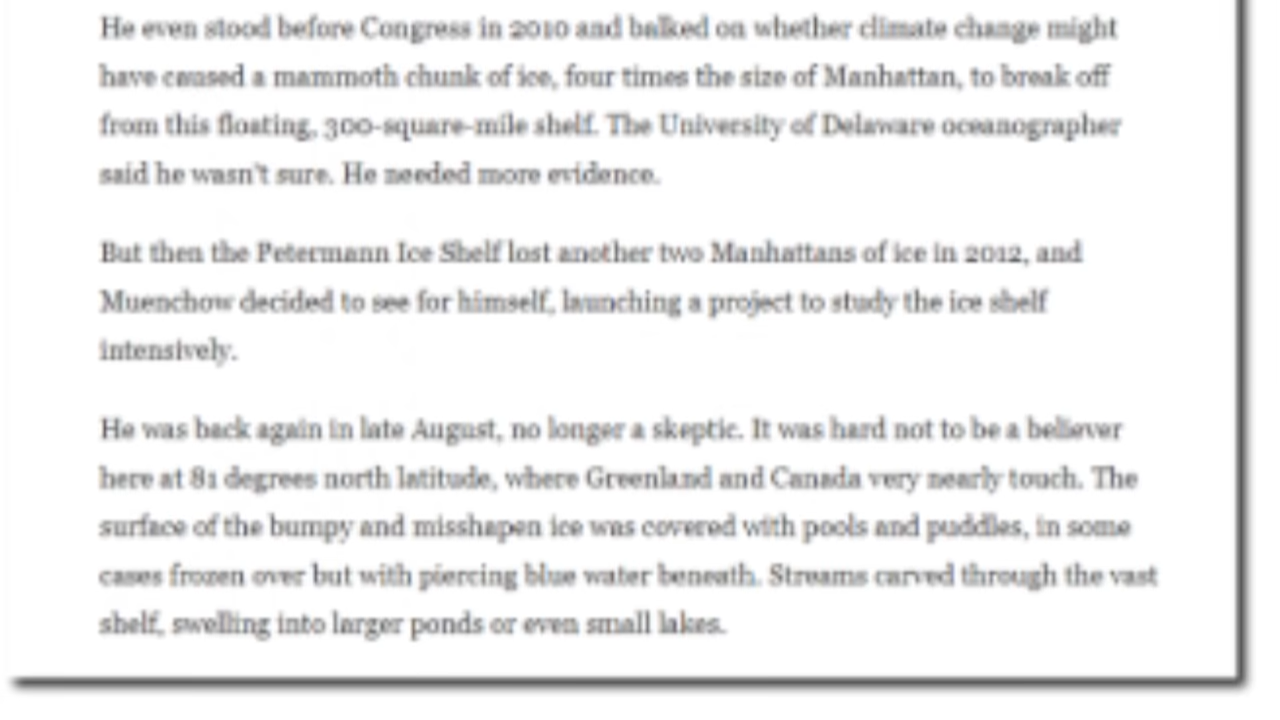 He even stood before Congress in 2010 and balked on whether climate change might
have caused a mammoth chunk of ice, four times the size of Manhattan, to break off
from this floating, 300-square-mile shelf. The University of Delaware oceanographer
said he wasn't sure. He needed more evidence.
But then the Petermann Ice Shelf lost another two Manhattans of ice in 2012, and
Muenchow decided to see for himself, launching a project to study the ice shelf
intensively.
He was back again in late August, no longer a skeptic. It was hard not to be a believer
here at 81 degrees north latitude, where Greenland and Canada very nearly touch. The
surface of the bumpy and misshapen ice was covered with pools and puddles, in some
cases frozen over but with piercing blue water beneath. Streams carved through the vast
shelf, swelling into larger ponds or even small lakes.